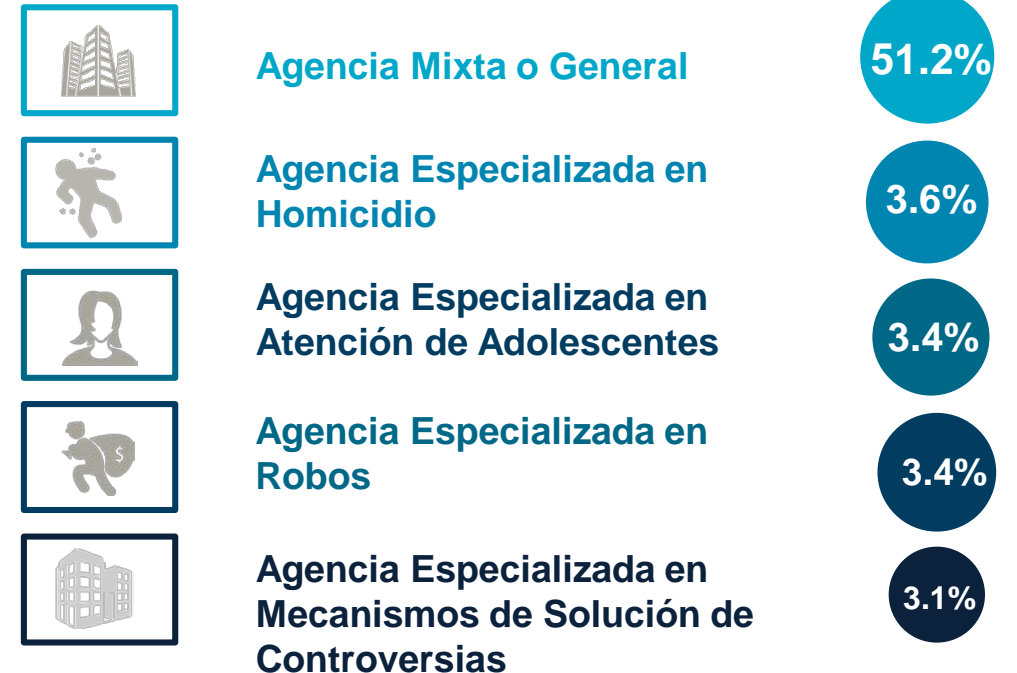 Agencia Mixta o General
51.2%
Agencia Especializada en
Homicidio
3.6%
Agencia Especializada en
Atención de Adolescentes
3.4%
Agencia Especializada en
Robos
$
3.4%
Agencia Especializada en
Mecanismos de Solución de
Controversias
3.1%